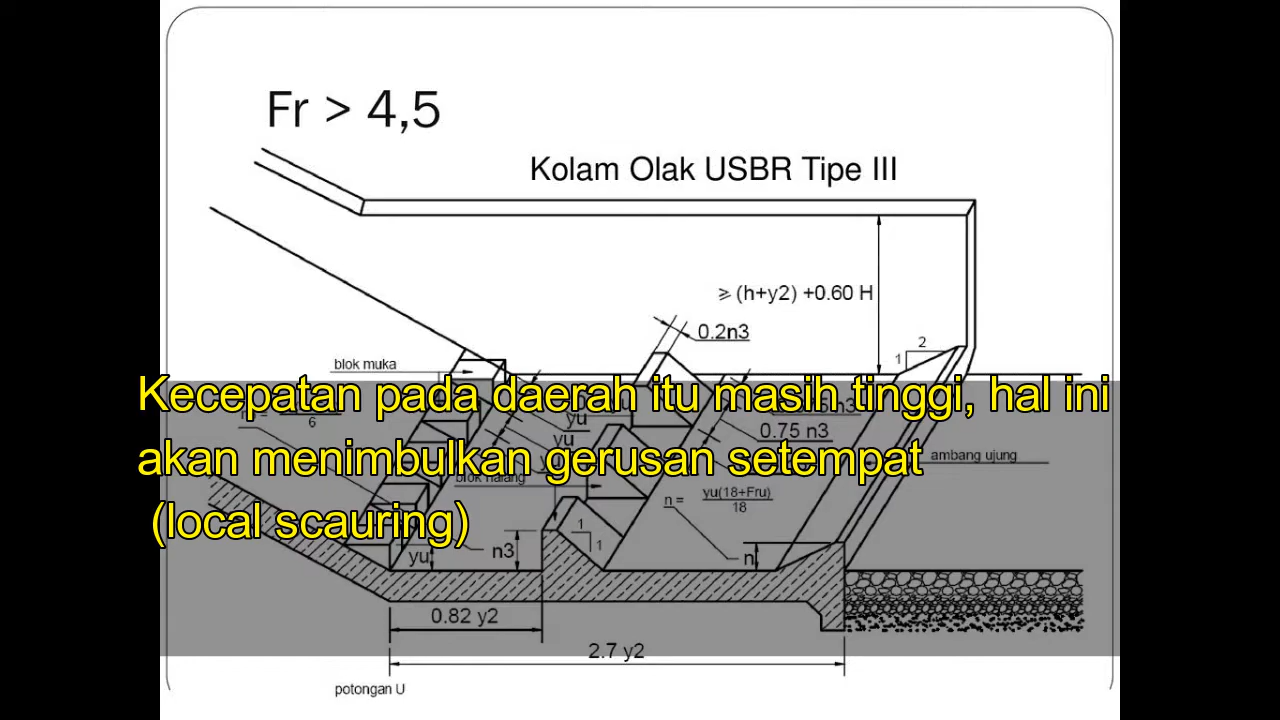 Fr > 4,5
Kolam Olak USBR Tipe III
≥ (h+y2) +0.60 H
0.2n3
2
1
blok muka
Kecepatan pada daerah itu masih tinggi, hal ini
6
yu
n3
yu
0.75 n3
akan menimbulkan gerusan setempat
ambang ujung
blok halang
n = yu(18+Fru)
18
(local scauring)
1
1
yu
n3
n
0.82 y2
2.7 y2
potongan U